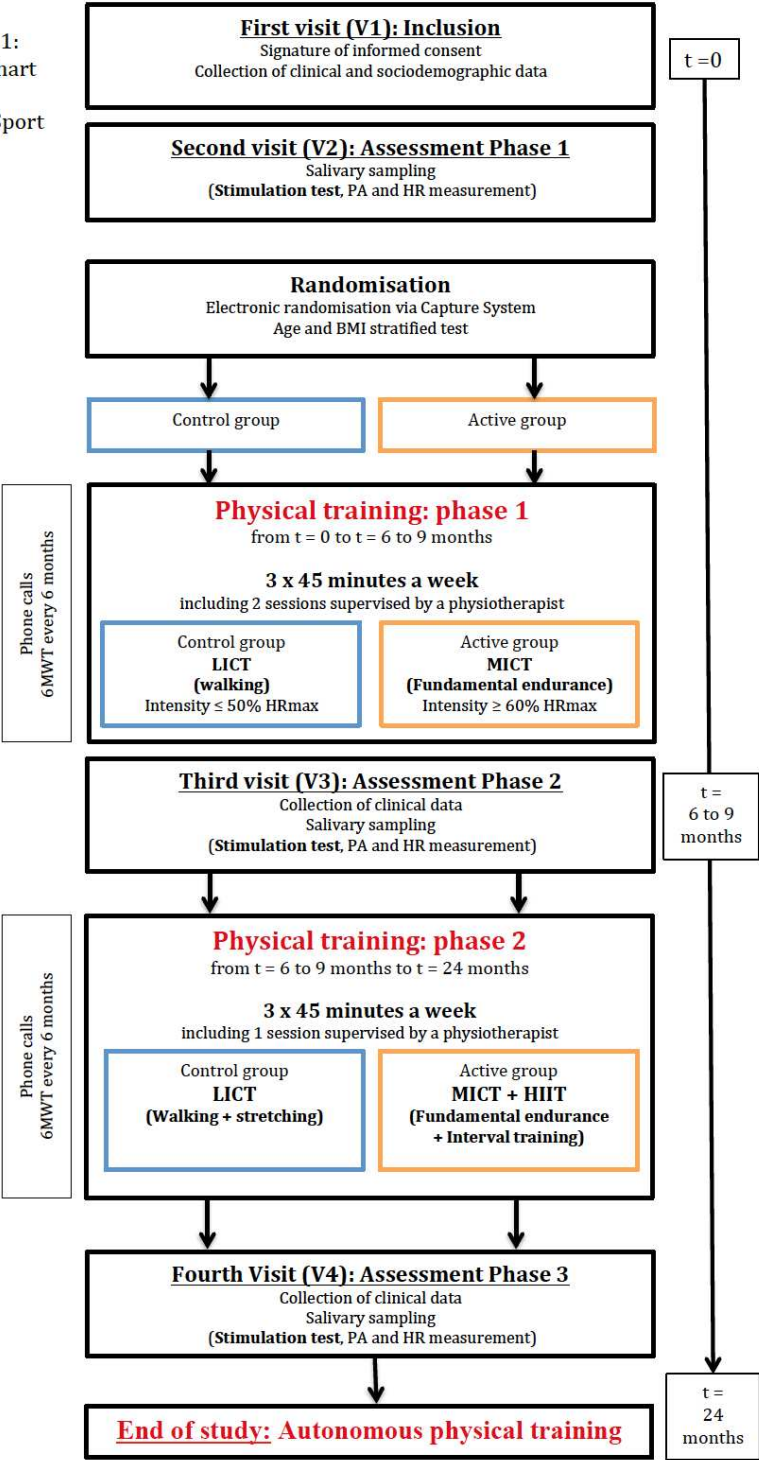 1:
hart
Sport
First visit (V1): Inclusion
Signature of informed consent
Collection of clinical and sociodemographic data
t =0
Second visit (V2): Assessment Phase 1
Salivary sampling
(Stimulation test, PA and HR measurement)
Randomisation
Electronic randomisation via Capture System
Age and BMI stratified test
Control group
Active group
Phone calls
6MWT every 6 months
Physical training: phase 1
from t = 0 to t = 6 to 9 months
3 x 45 minutes a week
including 2 sessions supervised by a physiotherapist
Control group
LICT
(walking)
Intensity ≤ 50% HRmax
Active group
MICT
(Fundamental endurance)
Intensity ≥ 60% HRmax
Third visit (V3): Assessment Phase 2
Collection of clinical data
Salivary sampling
(Stimulation test, PA and HR measurement)
t =
6 to 9
months
Phone calls
6MWT every 6 months
Physical training: phase 2
from t = 6 to 9 months to t = 24 months
3 x 45 minutes a week
including 1 session supervised by a physiotherapist
Control group
LICT
(Walking + stretching)
Active group
MICT + HIIT
(Fundamental endurance
+ Interval training)
Fourth Visit (V4): Assessment Phase 3
Collection of clinical data
Salivary sampling
(Stimulation test, PA and HR measurement)
t =
24
months
End of study: Autonomous physical training